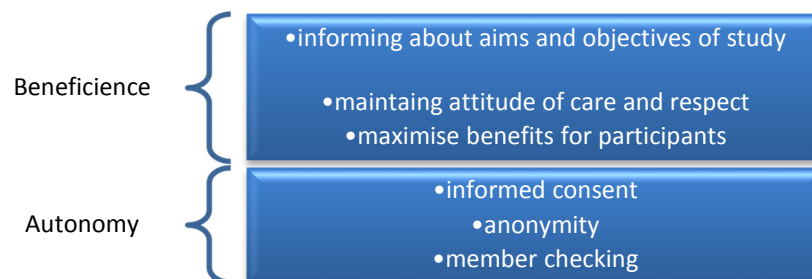 Beneficience
•informing about aims and objectives of study
•maintaing attitude of care and respect
•maximise benefits for participants
Autonomy
•informed consent
•anonymity
•member checking